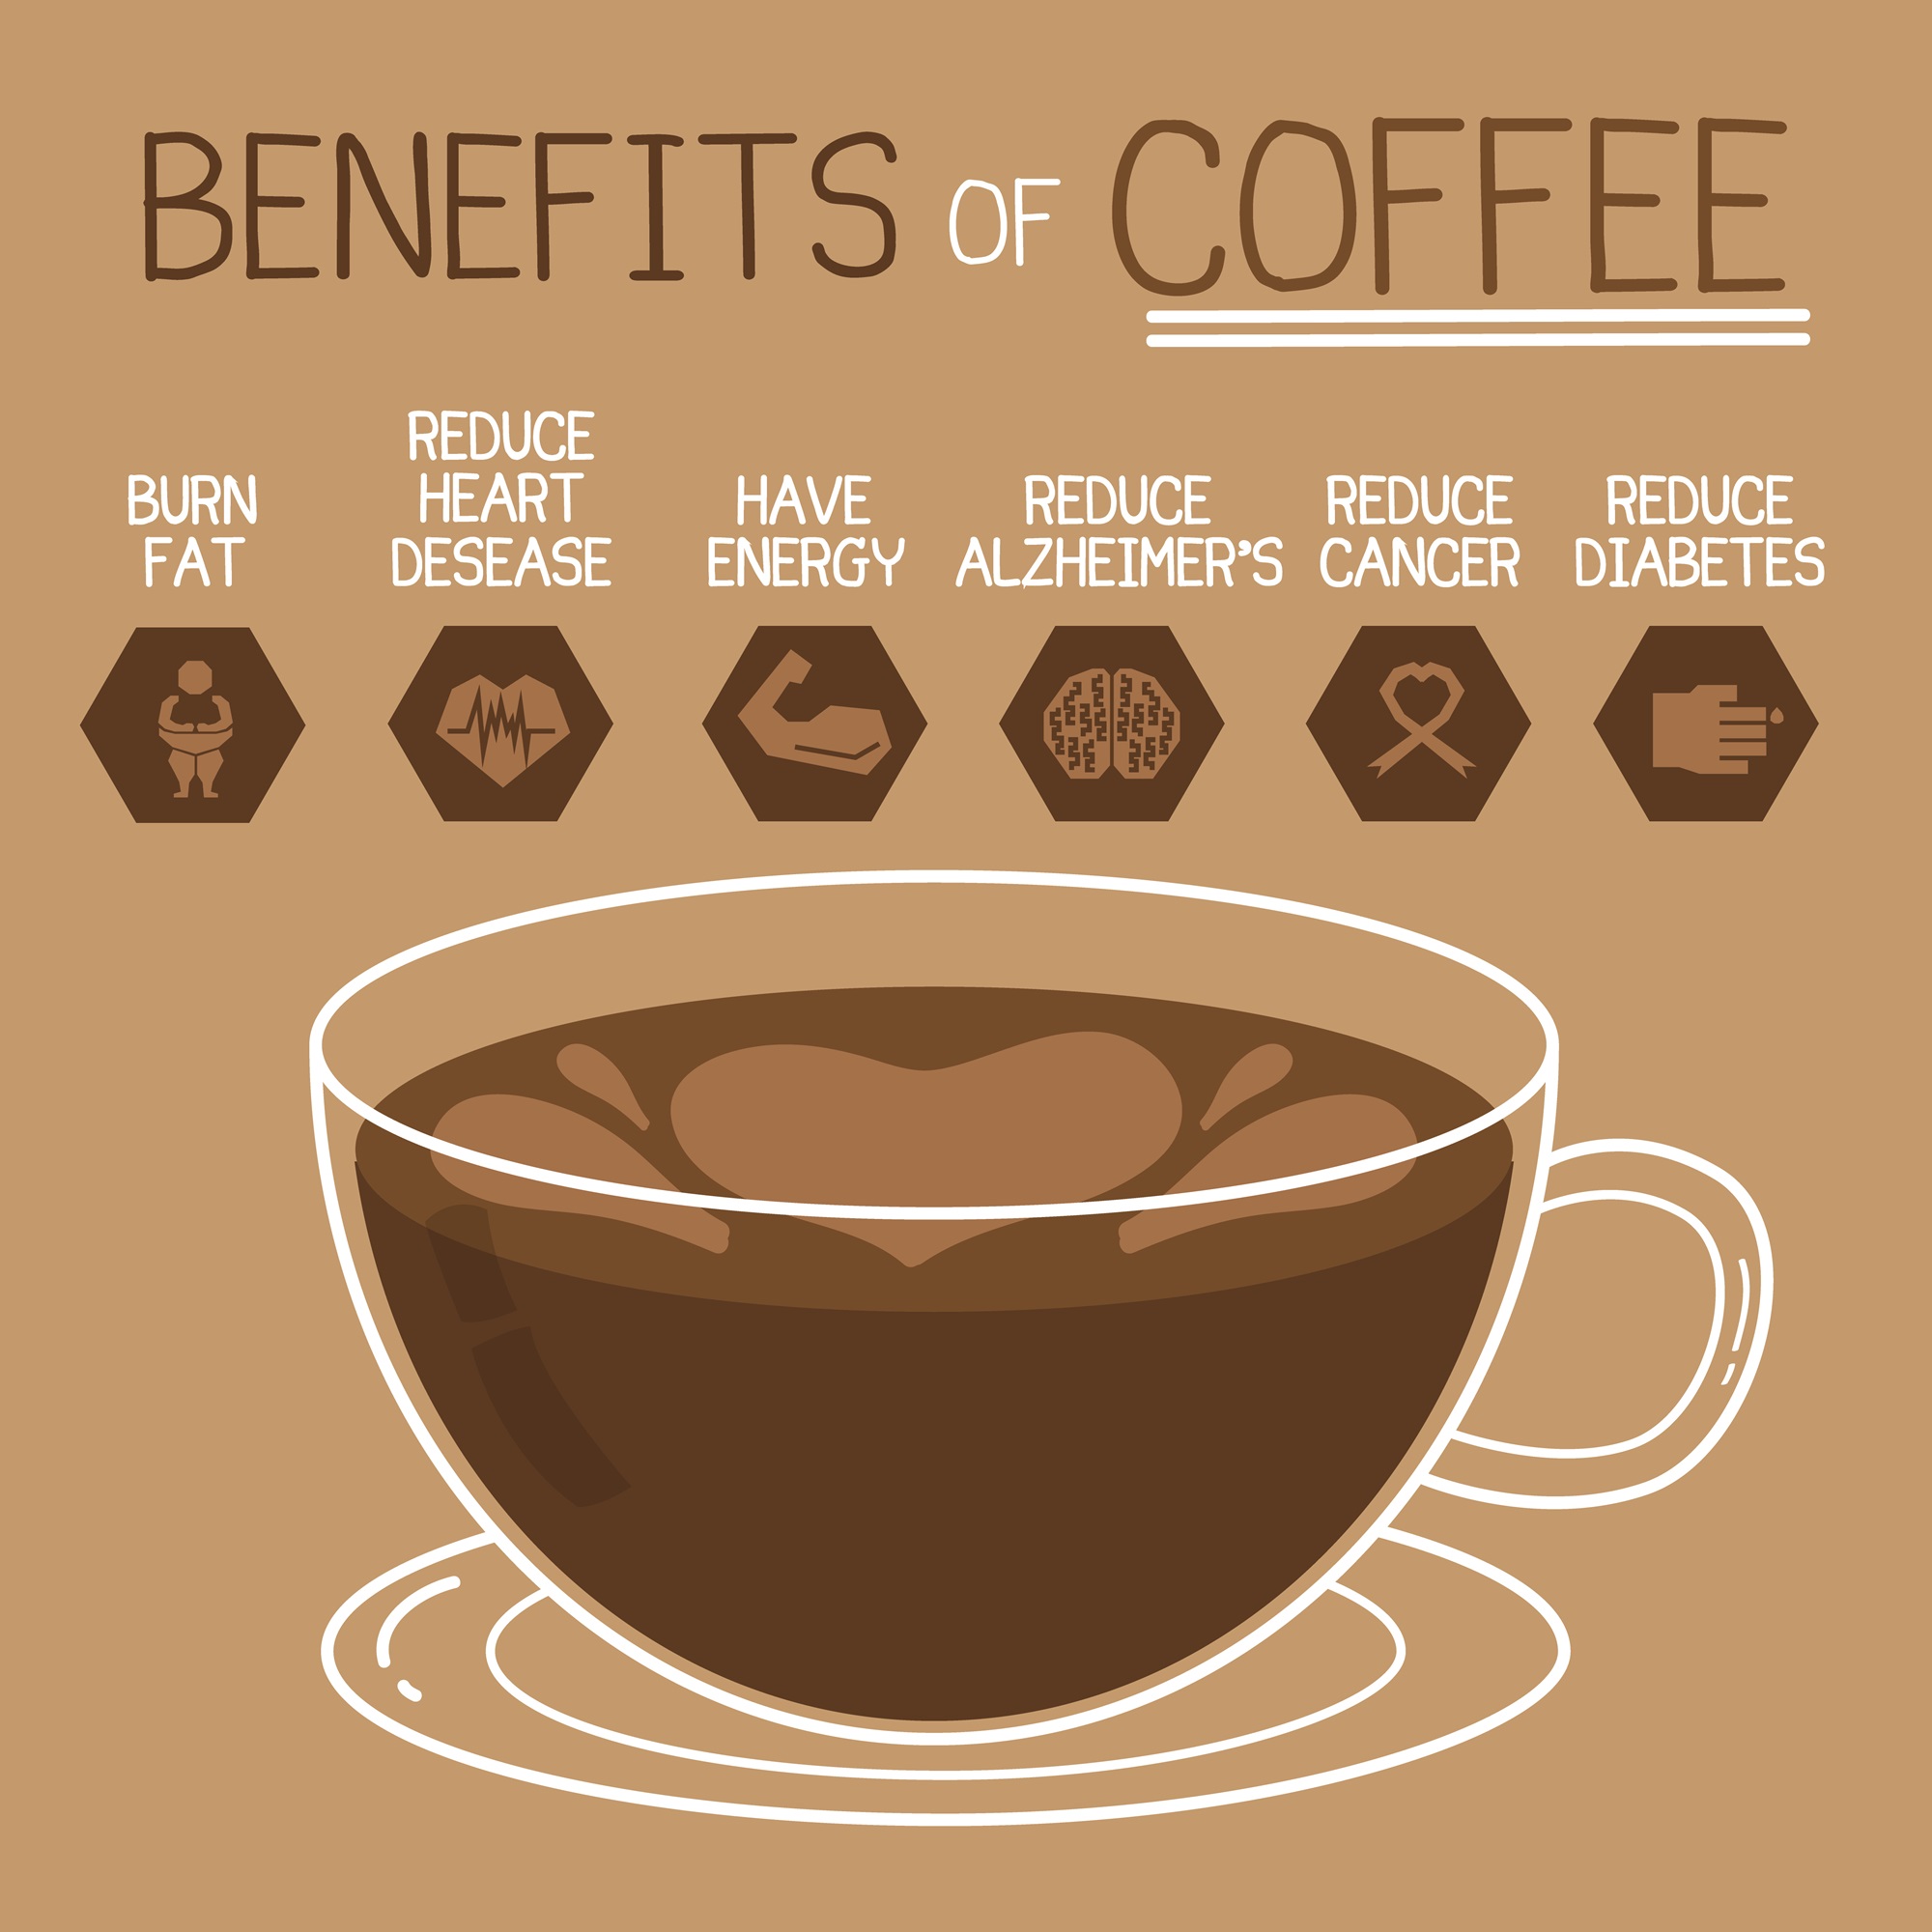 BENEFITS OF COFFEE
BURN
FAT
REDUCE
HEART
DESEASE
HAVE
ENERGY
REDUCE
ALZHEIMER'S
REDUCE
CANCER
REDUCE
DIABETES